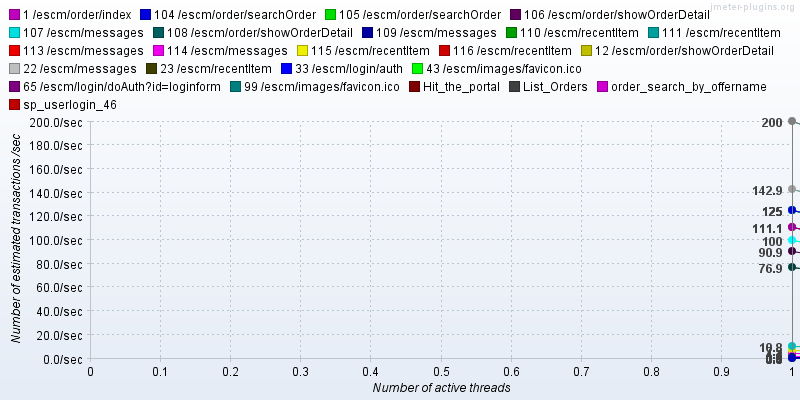 jmeter-plugins.org
1 /escm/order/index 104 /escm/order/searchOrder 105 /escm/order/searchOrder 106 /escm/order/showOrderDetail
107 /escm/messages 108 /escm/order/showOrderDetail 109 /escm/messages 110 /escm/recentItem 111 /escm/recentItem
113 /escm/messages 114 /escm/messages 115 /escm/recentItem 116 /escm/recentItem 12 /escm/order/showOrderDetail
22 /escm/messages 23 /escm/recentItem 33 /escm/login/auth 43 /escm/images/favicon.ico
65 /escm/login/doAuth?id=loginform 99 /escm/images/favicon.ico Hit_the_portal List_Orders order_search_by_offername
sp_userlogin_46
Number of estimated transactions /sec
200.0/sec
180.0/sec
160.0/sec
140.0/sec
120.0/sec
100.0/sec
80.0/sec
60.0/sec
40.0/sec
20.0/sec
0.0/sec
200
142.9
125
111.1
100
90.9
76.9
10.8
0 0.1 0.2 0.3 0.4 0.5 0.6 0.7 0.8 0.9 1
Number of active threads